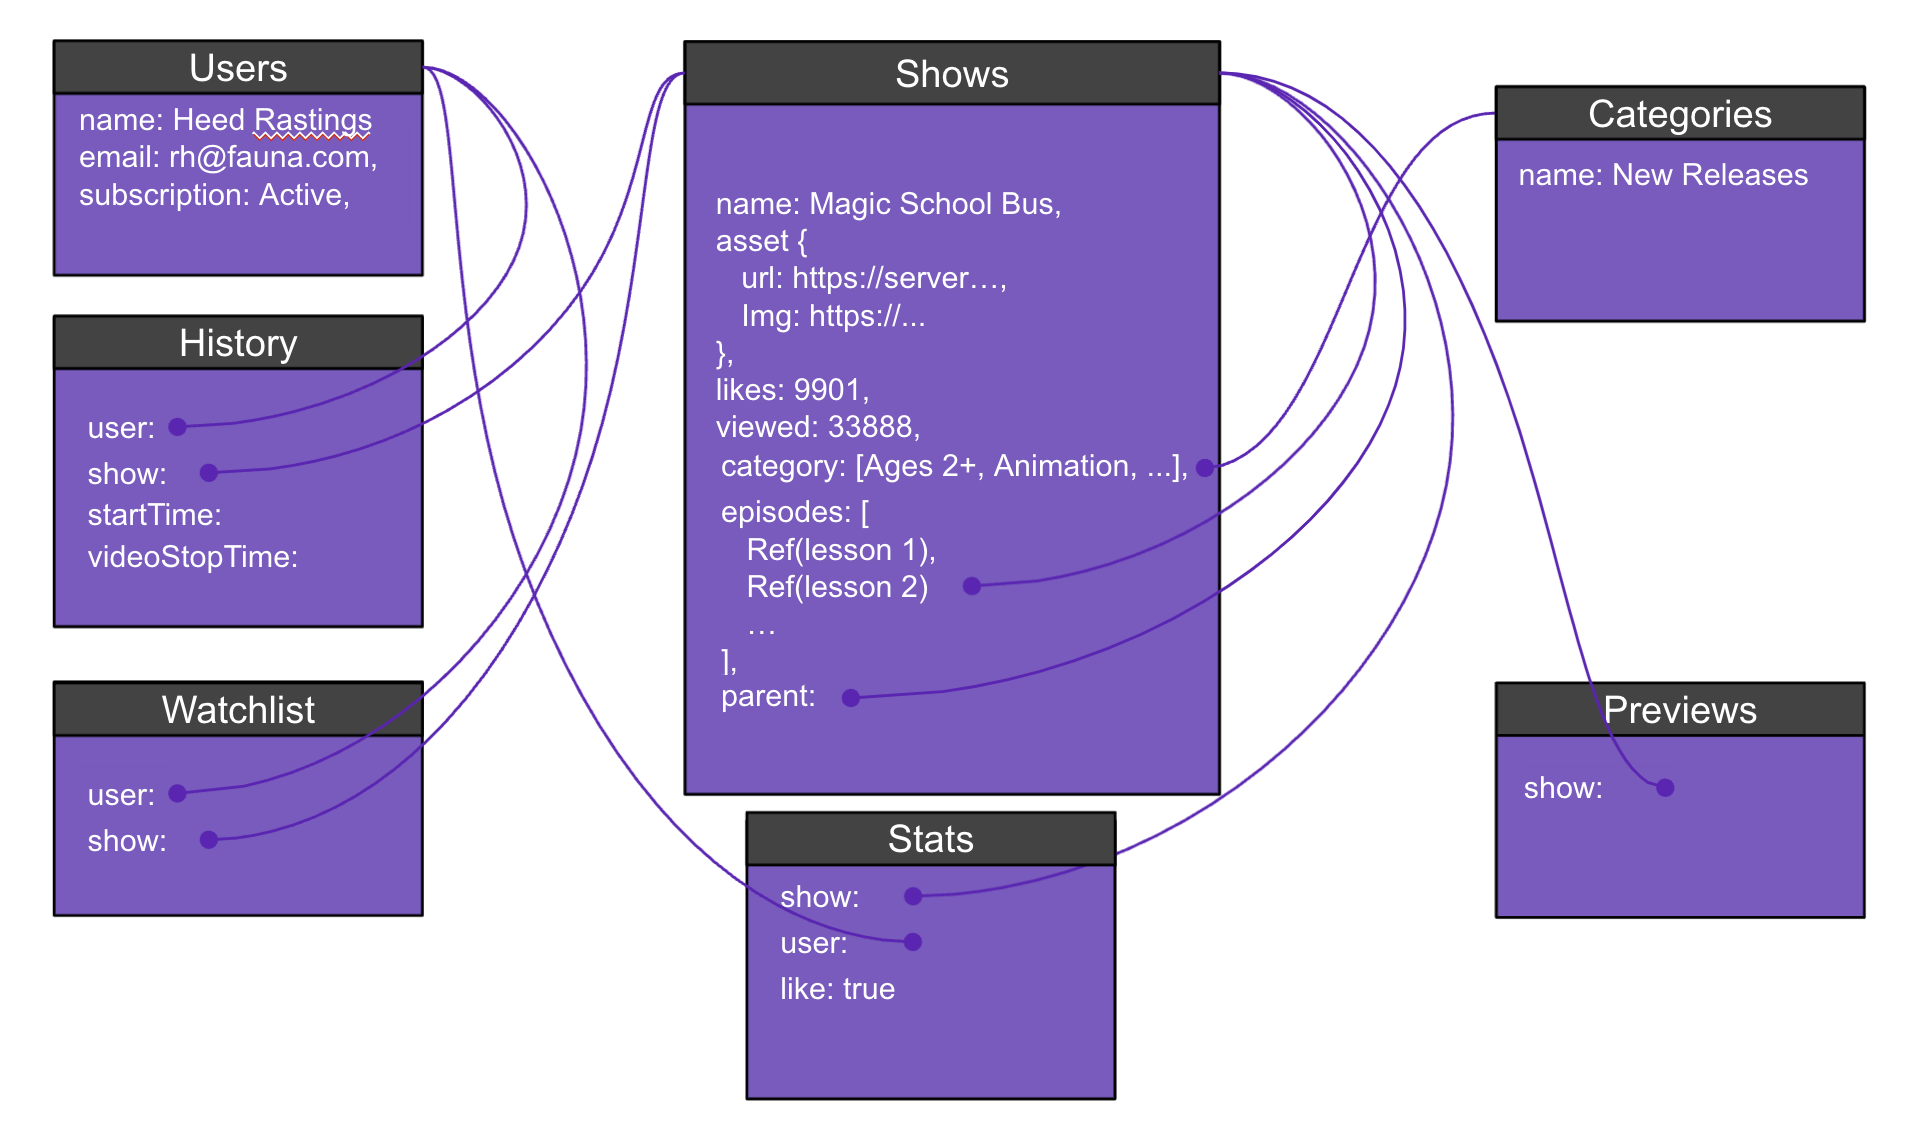 Users
name: Heed Rastings
email: rh@fauna.com,
subscription: Active,
History
user:
show:
startTime:
videoStopTime:
Watchlist
user:
show:
Shows
name: Magic School Bus,
asset {
url: https://server…,
Img: https://...
},
likes: 9901,
viewed: 33888,
category: [Ages 2+, Animation, ...],
episodes: [
Ref(lesson 1),
Ref(lesson 2)
…
],
parent:
Stats
show:
user:
like: true
Categories
name: New Releases
Previews
show: